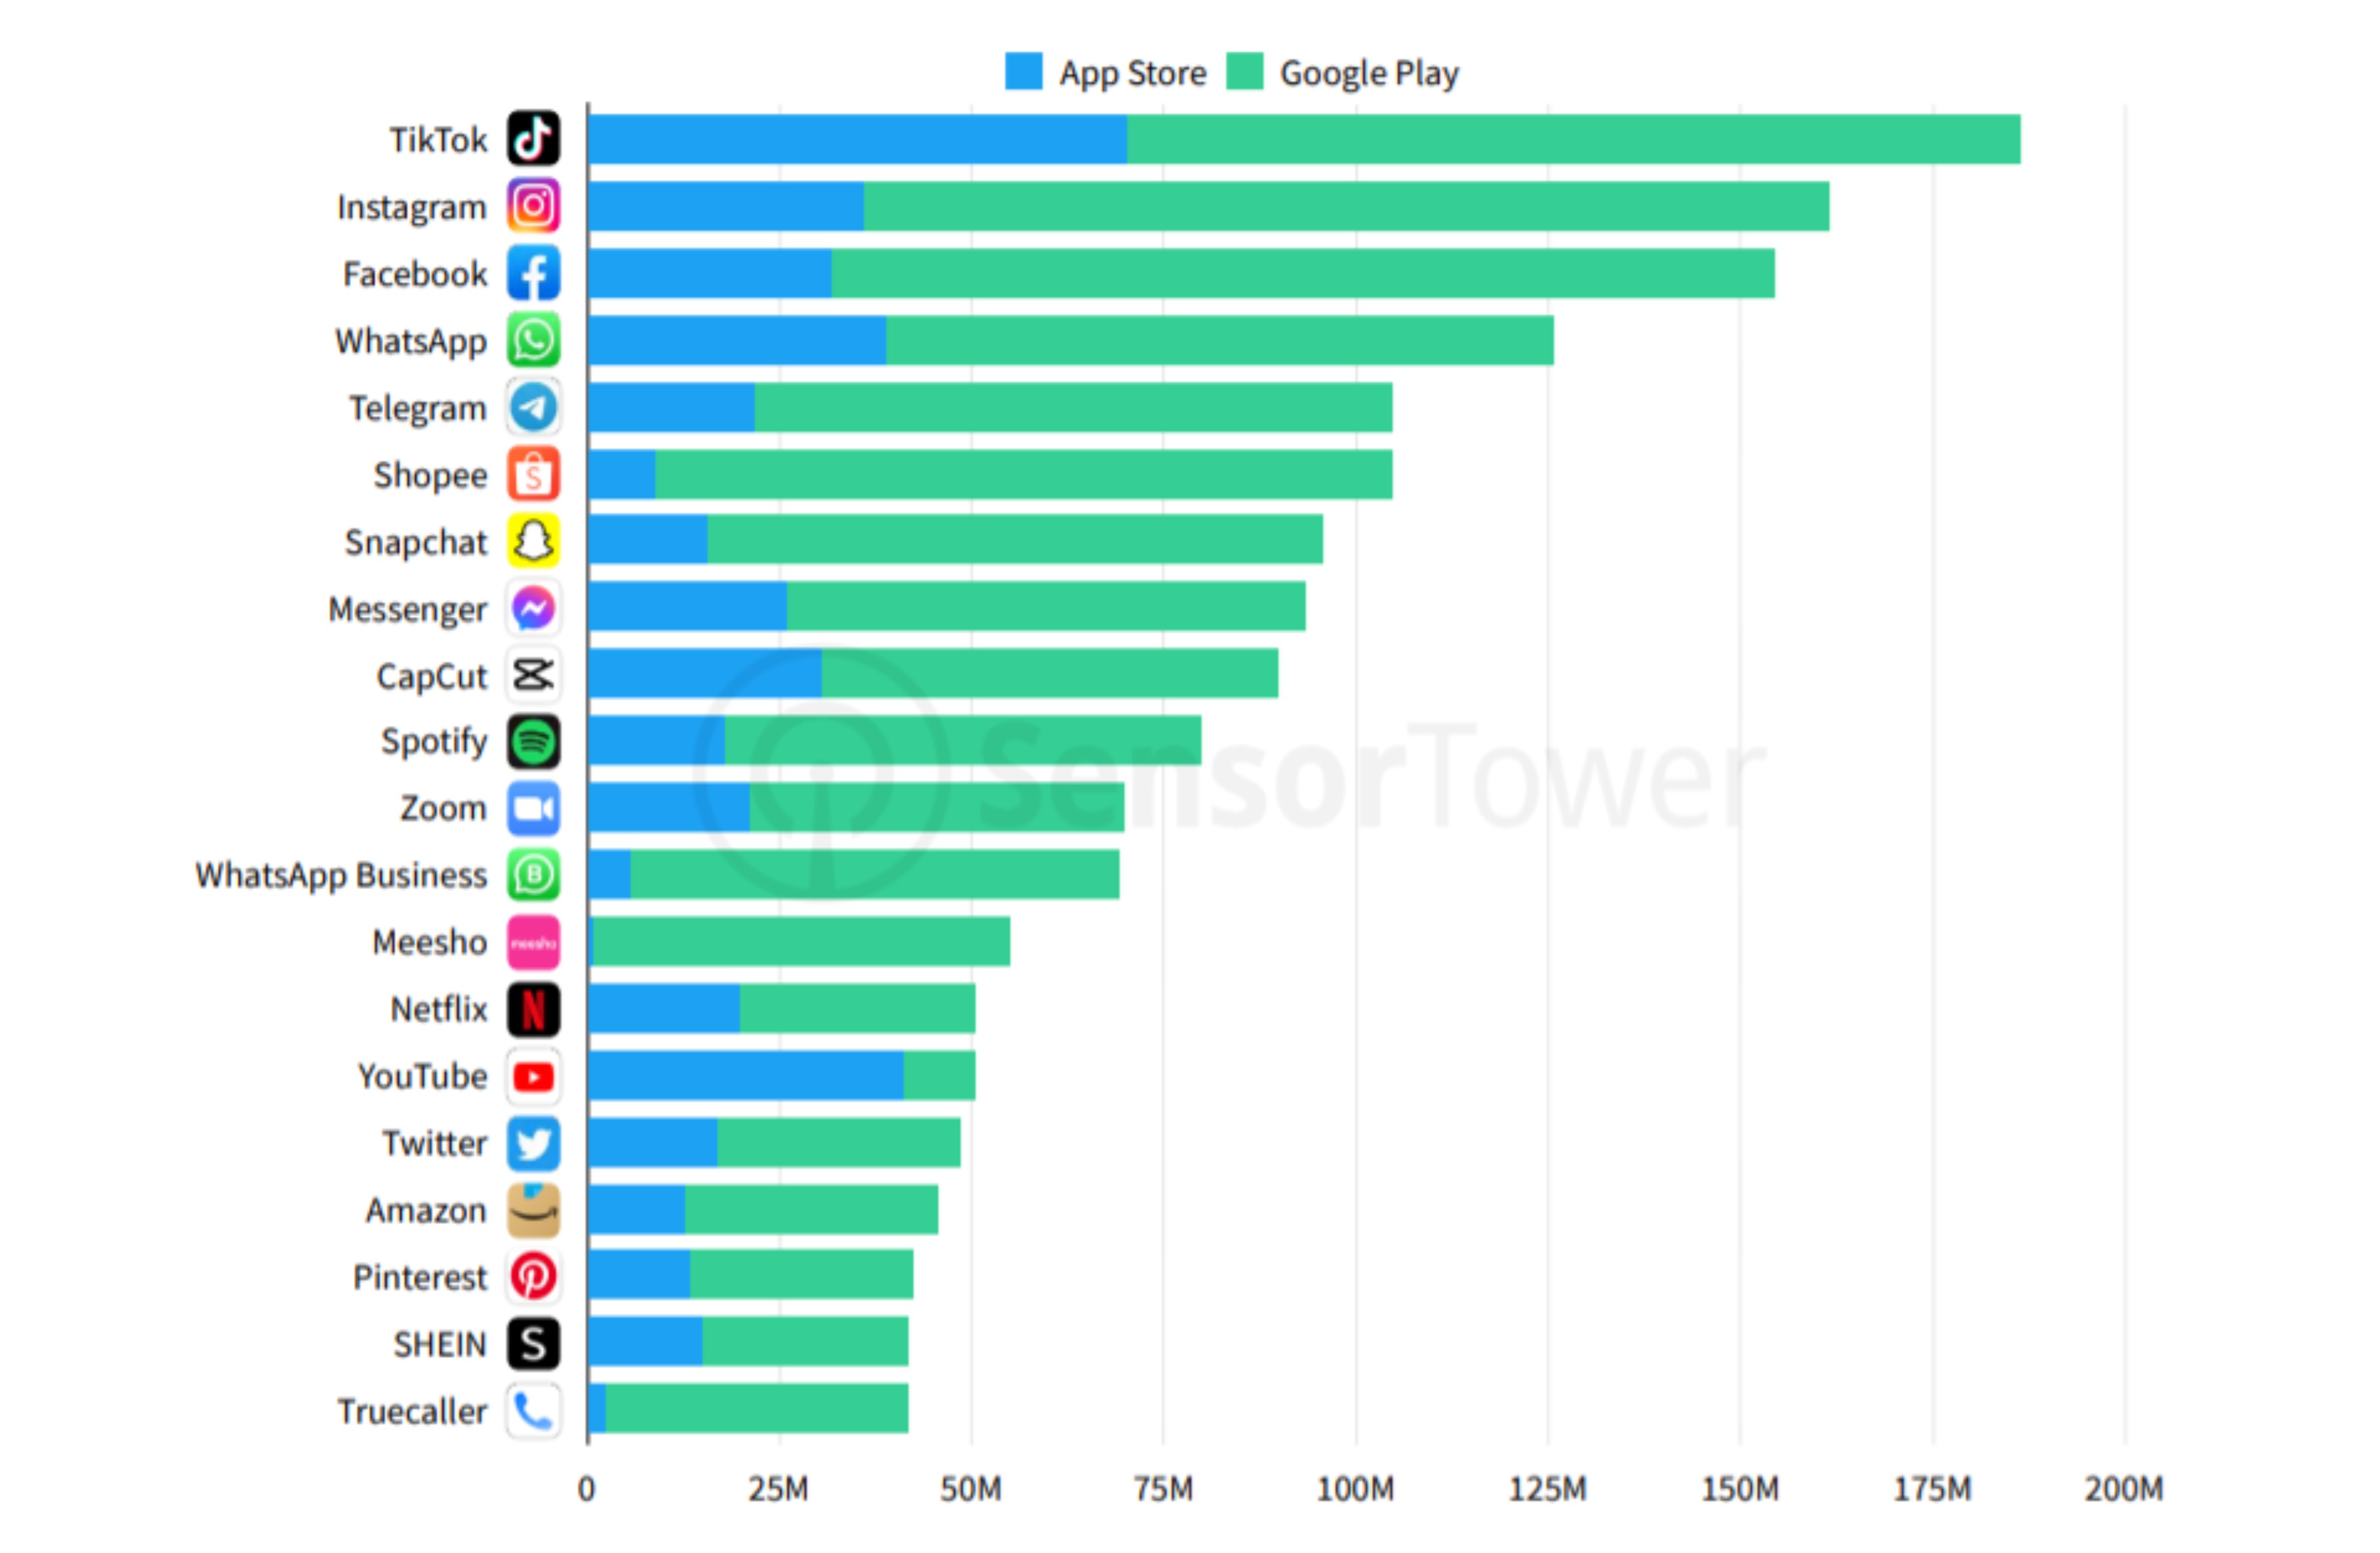 App Store Google Play
TikTok
Instagram
Facebook
WhatsApp
Telegram
Shopee
S
Snapchat
Messenger
CapCut
Spotify
SensorTower
Zoom
WhatsApp Business
B
Meesho
meesho
Netflix
N
YouTube
Twitter
Amazon
Pinterest
SHEIN
S
Truecaller
0 25M 50M 75M 100M 125M 150M 175M 200M